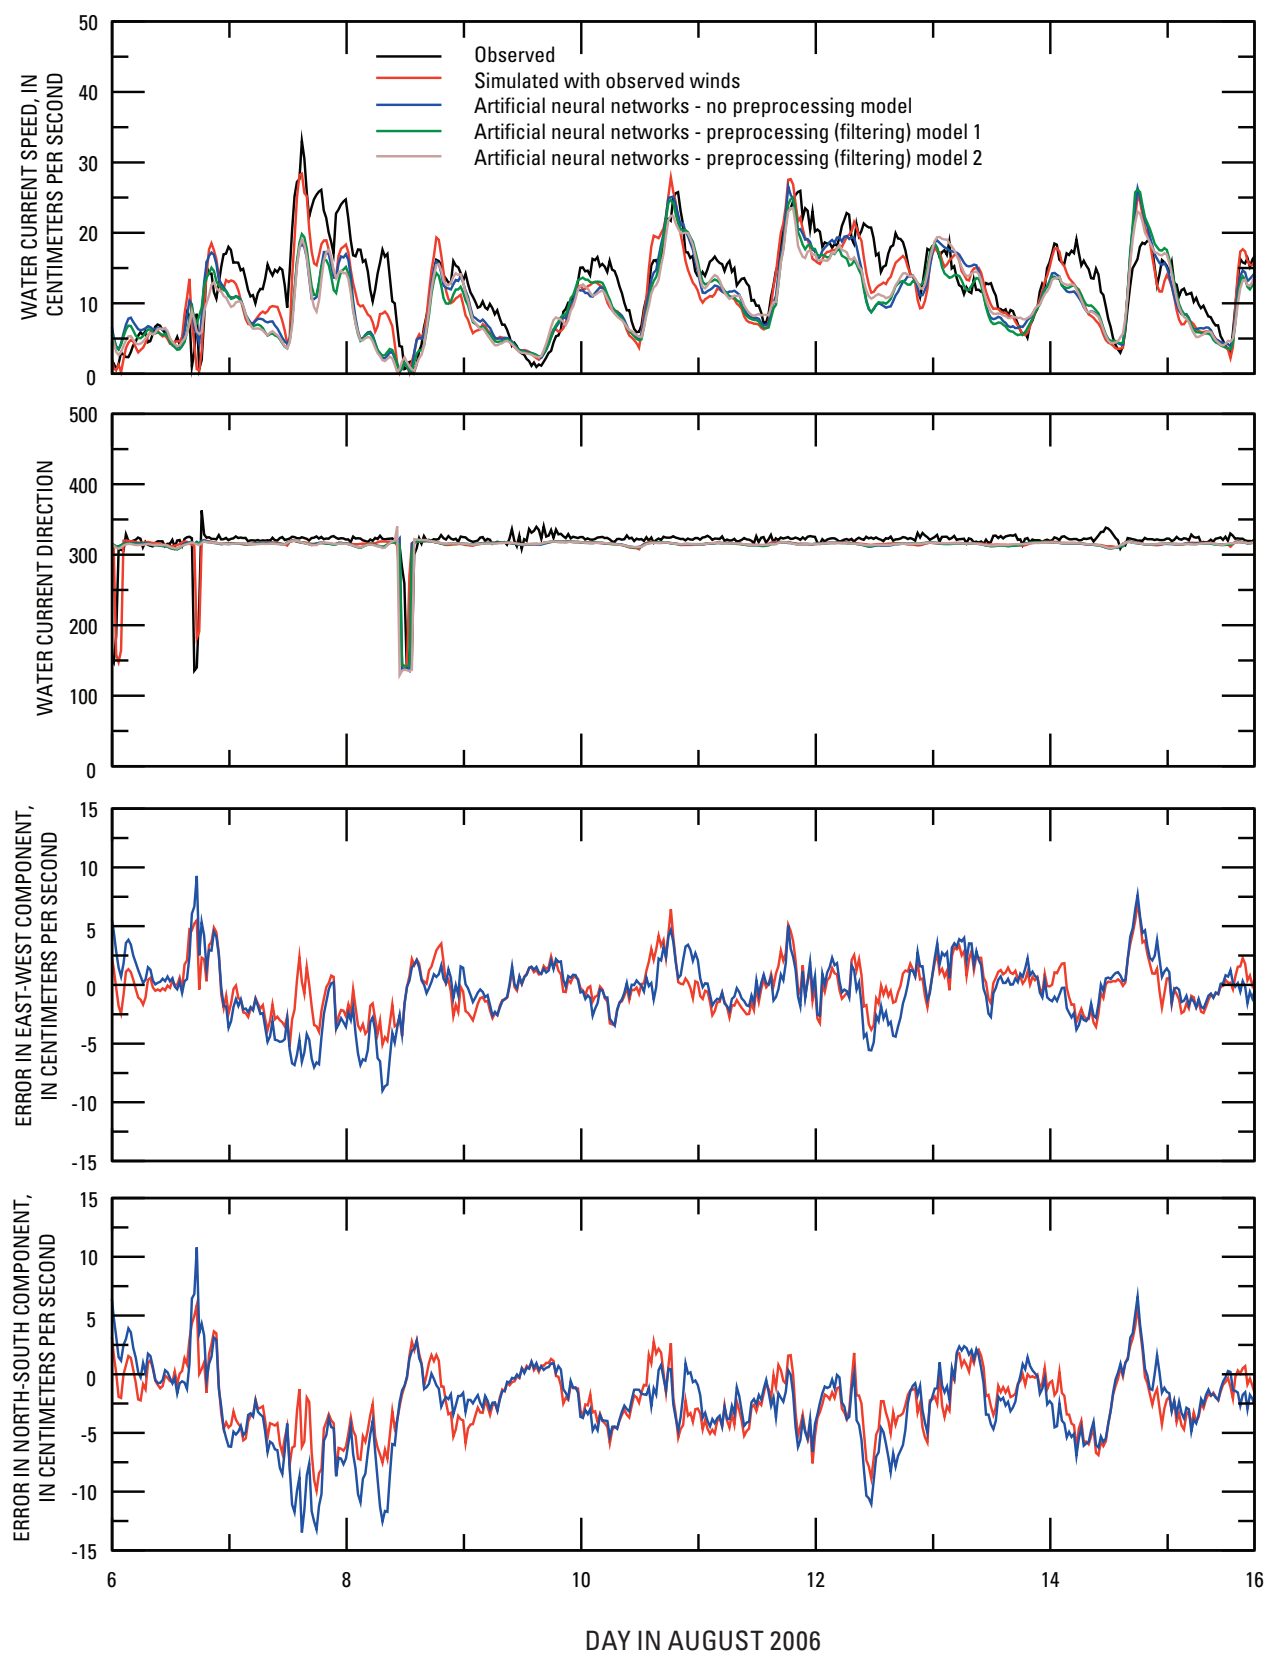 50
40
30
20
10
0
WATER CURRENT SPEED, IN
CENTIMETERS PER SECOND
Observed
Simulated with observed winds
Artificial neural networks - no preprocessing model
Artificial neural networks - preprocessing (filtering) model 1
Artificial neural networks - preprocessing (filtering) model 2
500
400
300
200
100
0
WATER CURRENT DIRECTION
15
10
5
0
-5
-10
-15
ERROR IN EAST-WEST COMPONENT,
IN CENTIMETERS PER SECOND
15
10
5
0
-5
-10
-15
ERROR IN NORTH-SOUTH COMPONENT,
IN CENTIMETERS PER SECOND
6 8 10 12 14 16
DAY IN AUGUST 2006